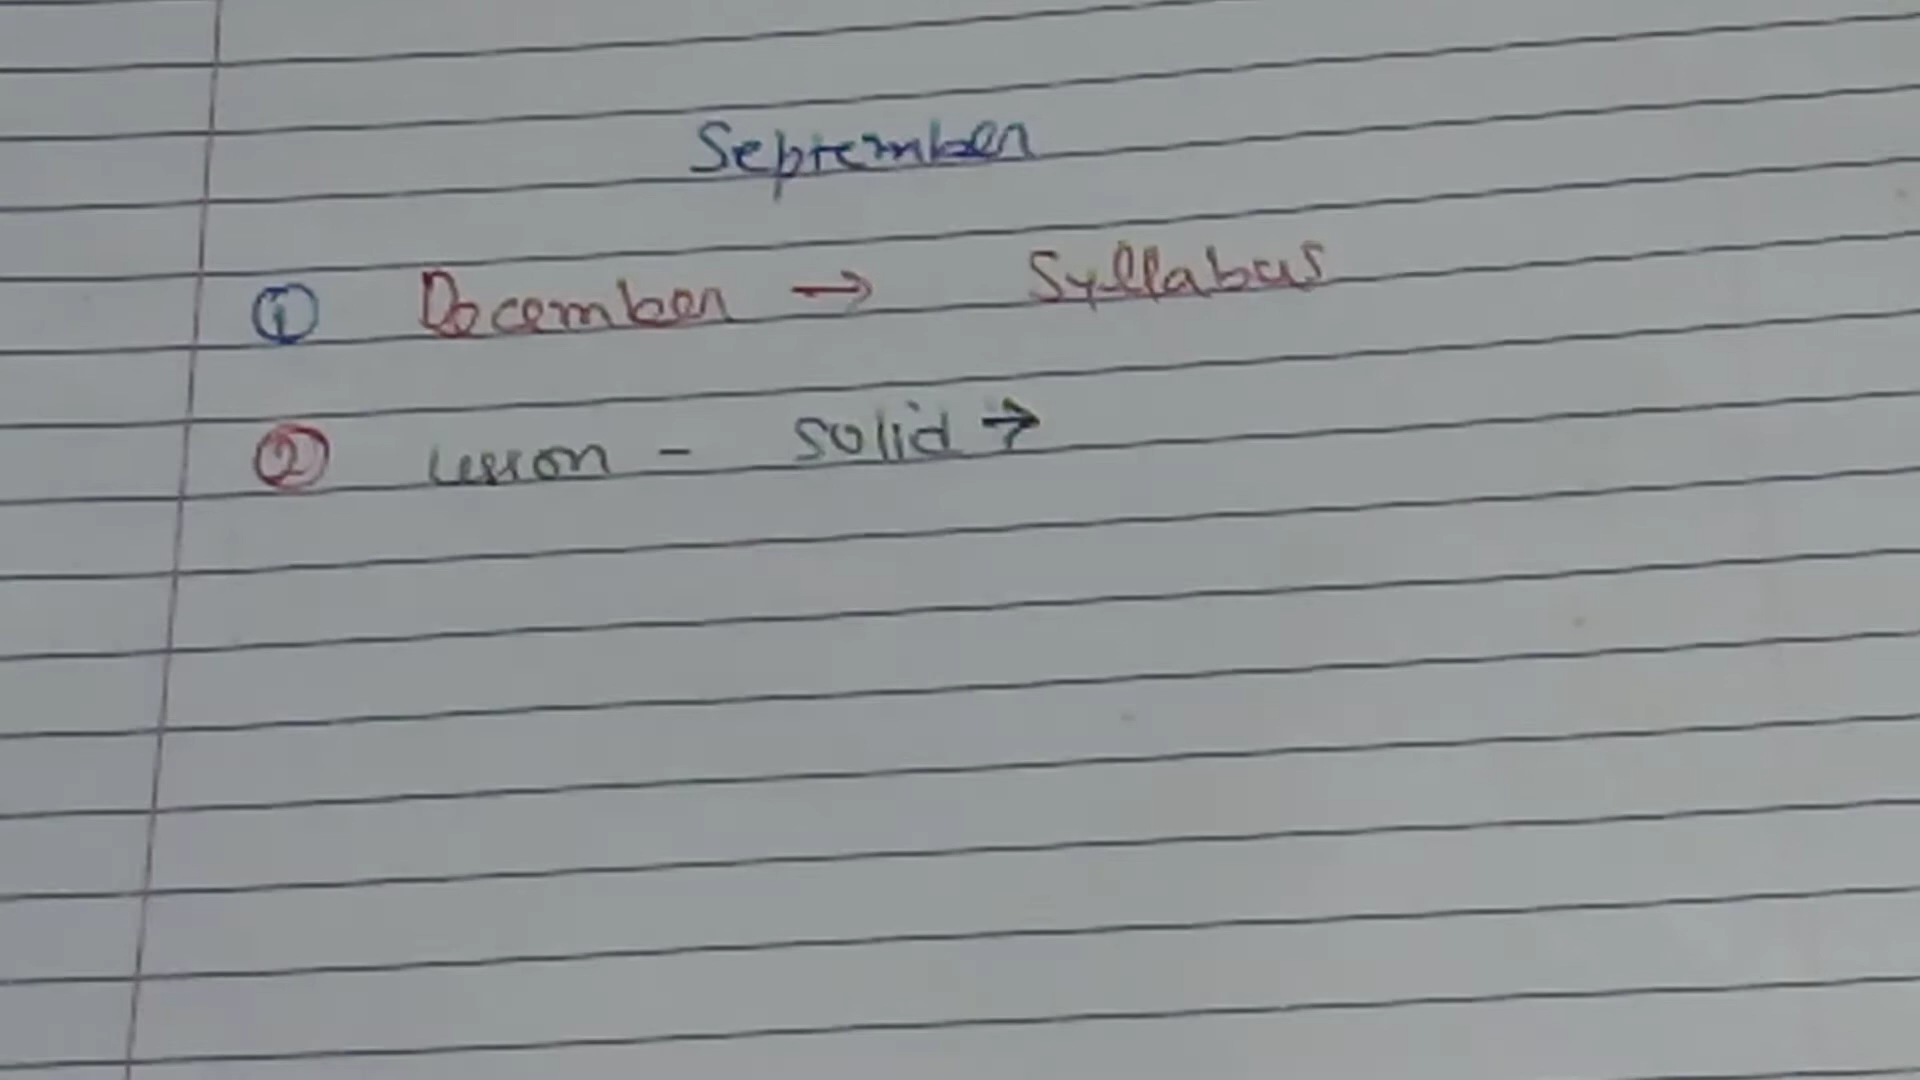 September
① December → Syllabus
② Lesson - Solid →